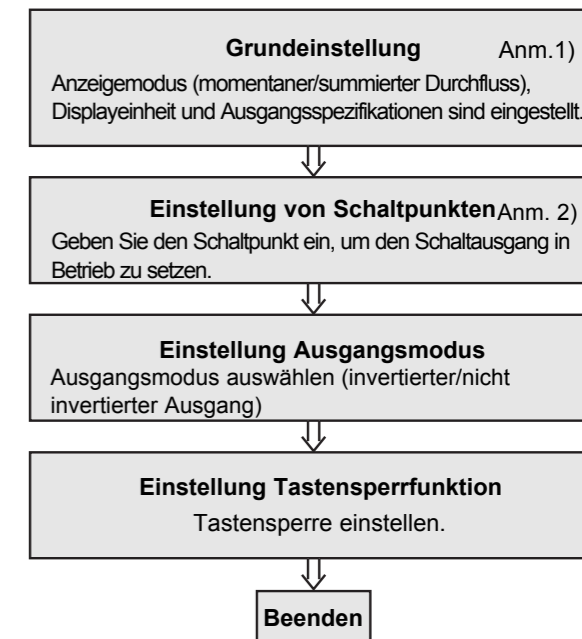 Grundeinstellung Anm.1)
Anzeigemodus (momentaner/summierter Durchfluss),
Displayeinheit und Ausgangsspezifikationen sind eingestellt.
Einstellung von Schaltpunkten Anm. 2)
Geben Sie den Schaltpunkt ein, um den Schaltausgang in
Betrieb zu setzen.
Einstellung Ausgangsmodus
Ausgangsmodus auswählen (invertierter/nicht
invertierter Ausgang)
Einstellung Tastensperrfunktion
Tastensperre einstellen.
Beenden